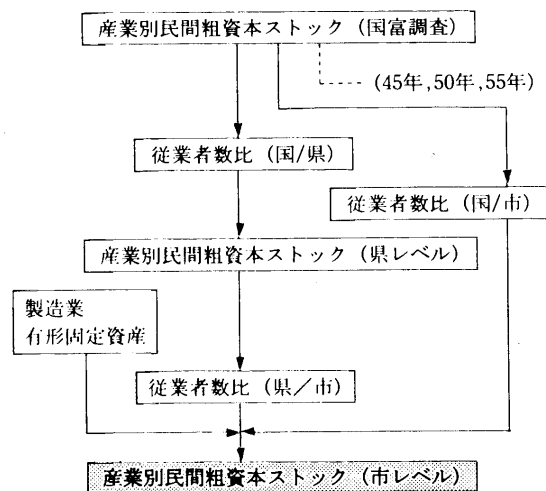 産業別民間粗資本ストック（国富調査）
(45年,50年,55年)
従業者数比（国/県）
従業者数比（国/市）
産業別民間粗資本ストック（県レベル）
製造業
有形固定資産
従業者数比（県／市）
産業別民間粗資本ストック（市レベル）